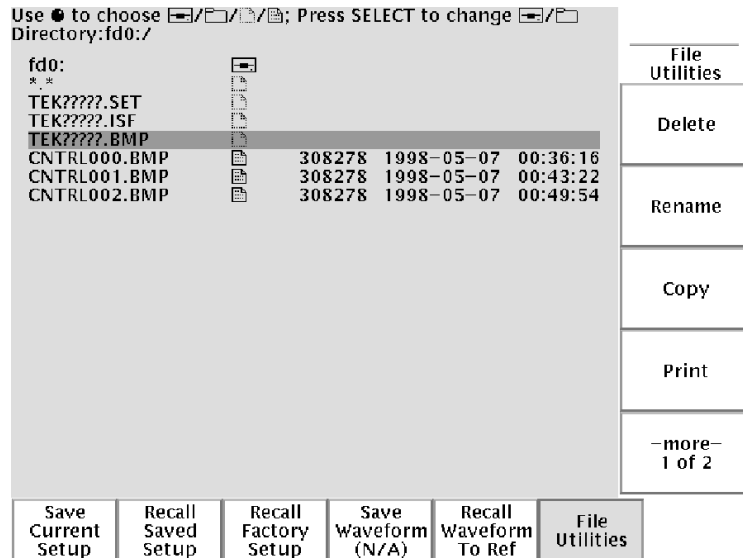 Use to choose / / / ; Press SELECT to change /
Directory:fd0:/
fd0:
*.*
TEK?????.SET
TEK?????.ISF
TEK?????.BMP
CNTRL000.BMP 308278 1998-05-07 00:36:16
CNTRL001.BMP 308278 1998-05-07 00:43:22
CNTRL002.BMP 308278 1998-05-07 00:49:54
File
Utilities
Delete
Rename
Copy
Print
-more-
1 of 2
Save
Current
Setup
Recall
Saved
Setup
Recall
Factory
Setup
Save
Waveform
(N/A)
Recall
Waveform
To Ref
File
Utilities